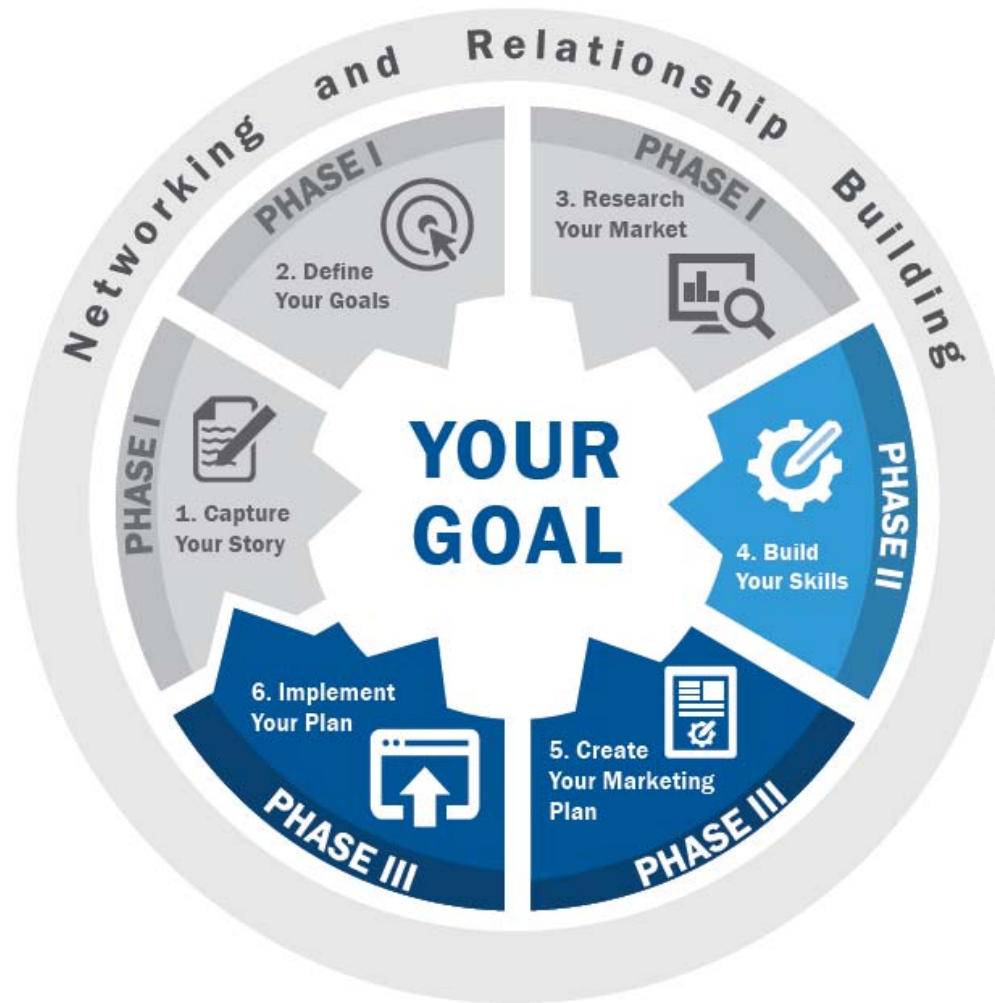 Networking and Relationship Building
PHASE I
1. Capture
Your Story
PHASE I
2. Define
Your Goals
PHASE I
3. Research
Your Market
PHASE II
4. Build
Your Skills
PHASE III
5. Create
Your Marketing
Plan
PHASE III
6. Implement
Your Plan
YOUR
GOAL